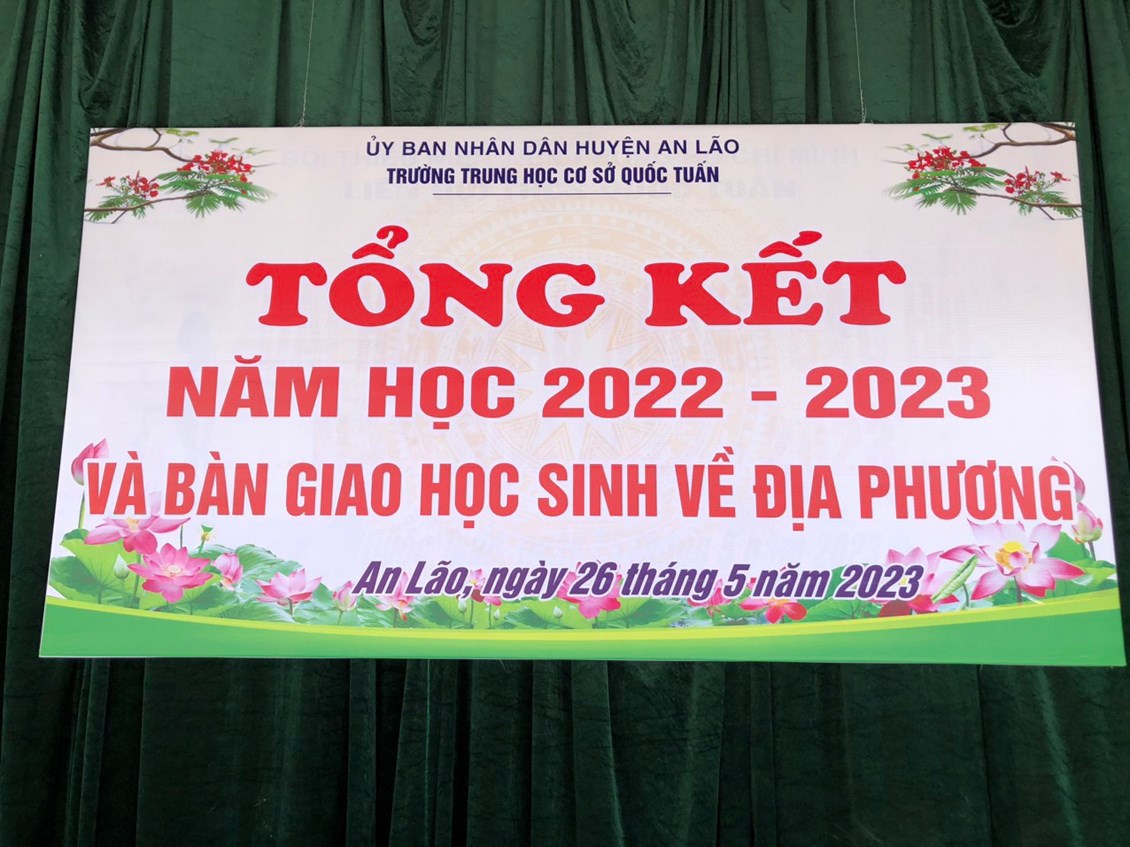 ỦY BAN NHÂN DÂN HUYỆN AN LÃO
TRƯỜNG TRUNG HỌC CƠ SỞ QUỐC TUẤN
TỔNG KẾT
NĂM HỌC 2022 - 2023
VÀ BÀN GIAO HỌC SINH VỀ ĐỊA PHƯƠNG
An Lão, ngày 26 tháng 5 năm 2023